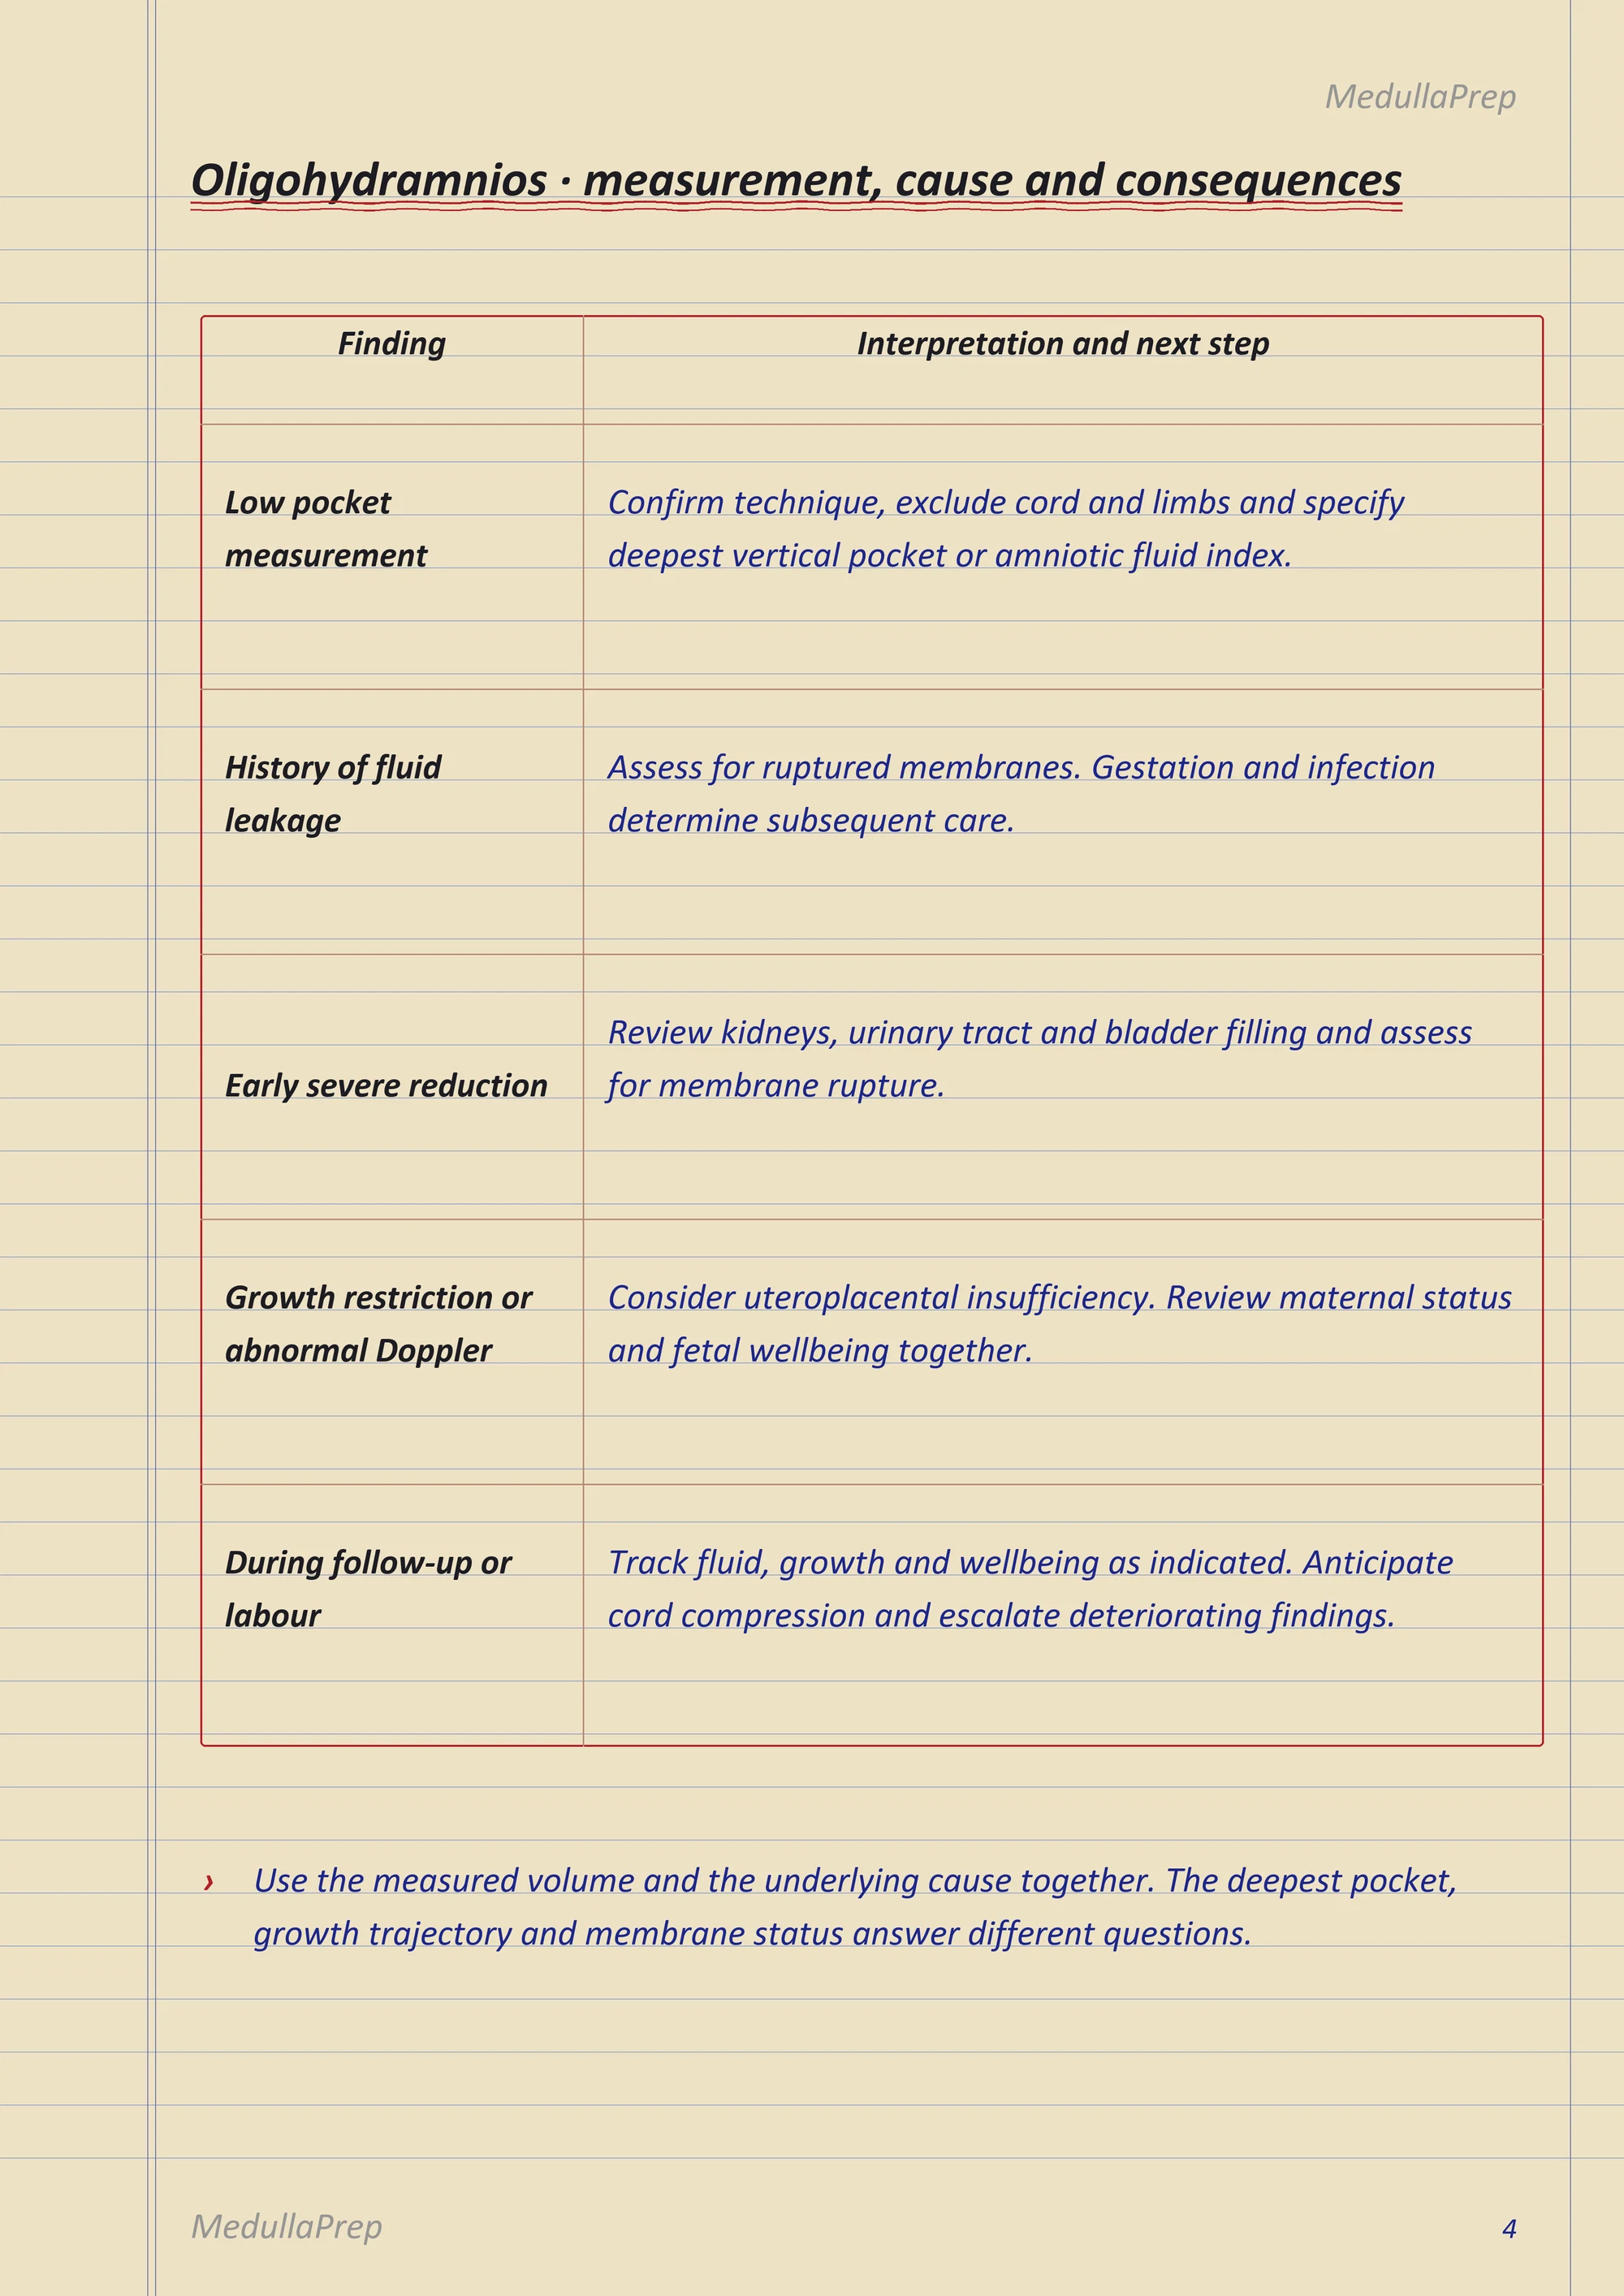 MedullaPrep
Oligohydramnios · measurement, cause and consequences
Finding
Interpretation and next step
Low pocket
measurement
Confirm technique, exclude cord and limbs and specify
deepest vertical pocket or amniotic fluid index.
History of fluid
leakage
Assess for ruptured membranes. Gestation and infection
determine subsequent care.
Early severe reduction
Review kidneys, urinary tract and bladder filling and assess
for membrane rupture.
Growth restriction or
abnormal Doppler
Consider uteroplacental insufficiency. Review maternal status
and fetal wellbeing together.
During follow-up or
labour
Track fluid, growth and wellbeing as indicated. Anticipate
cord compression and escalate deteriorating findings.
› Use the measured volume and the underlying cause together. The deepest pocket,
growth trajectory and membrane status answer different questions.
MedullaPrep
4